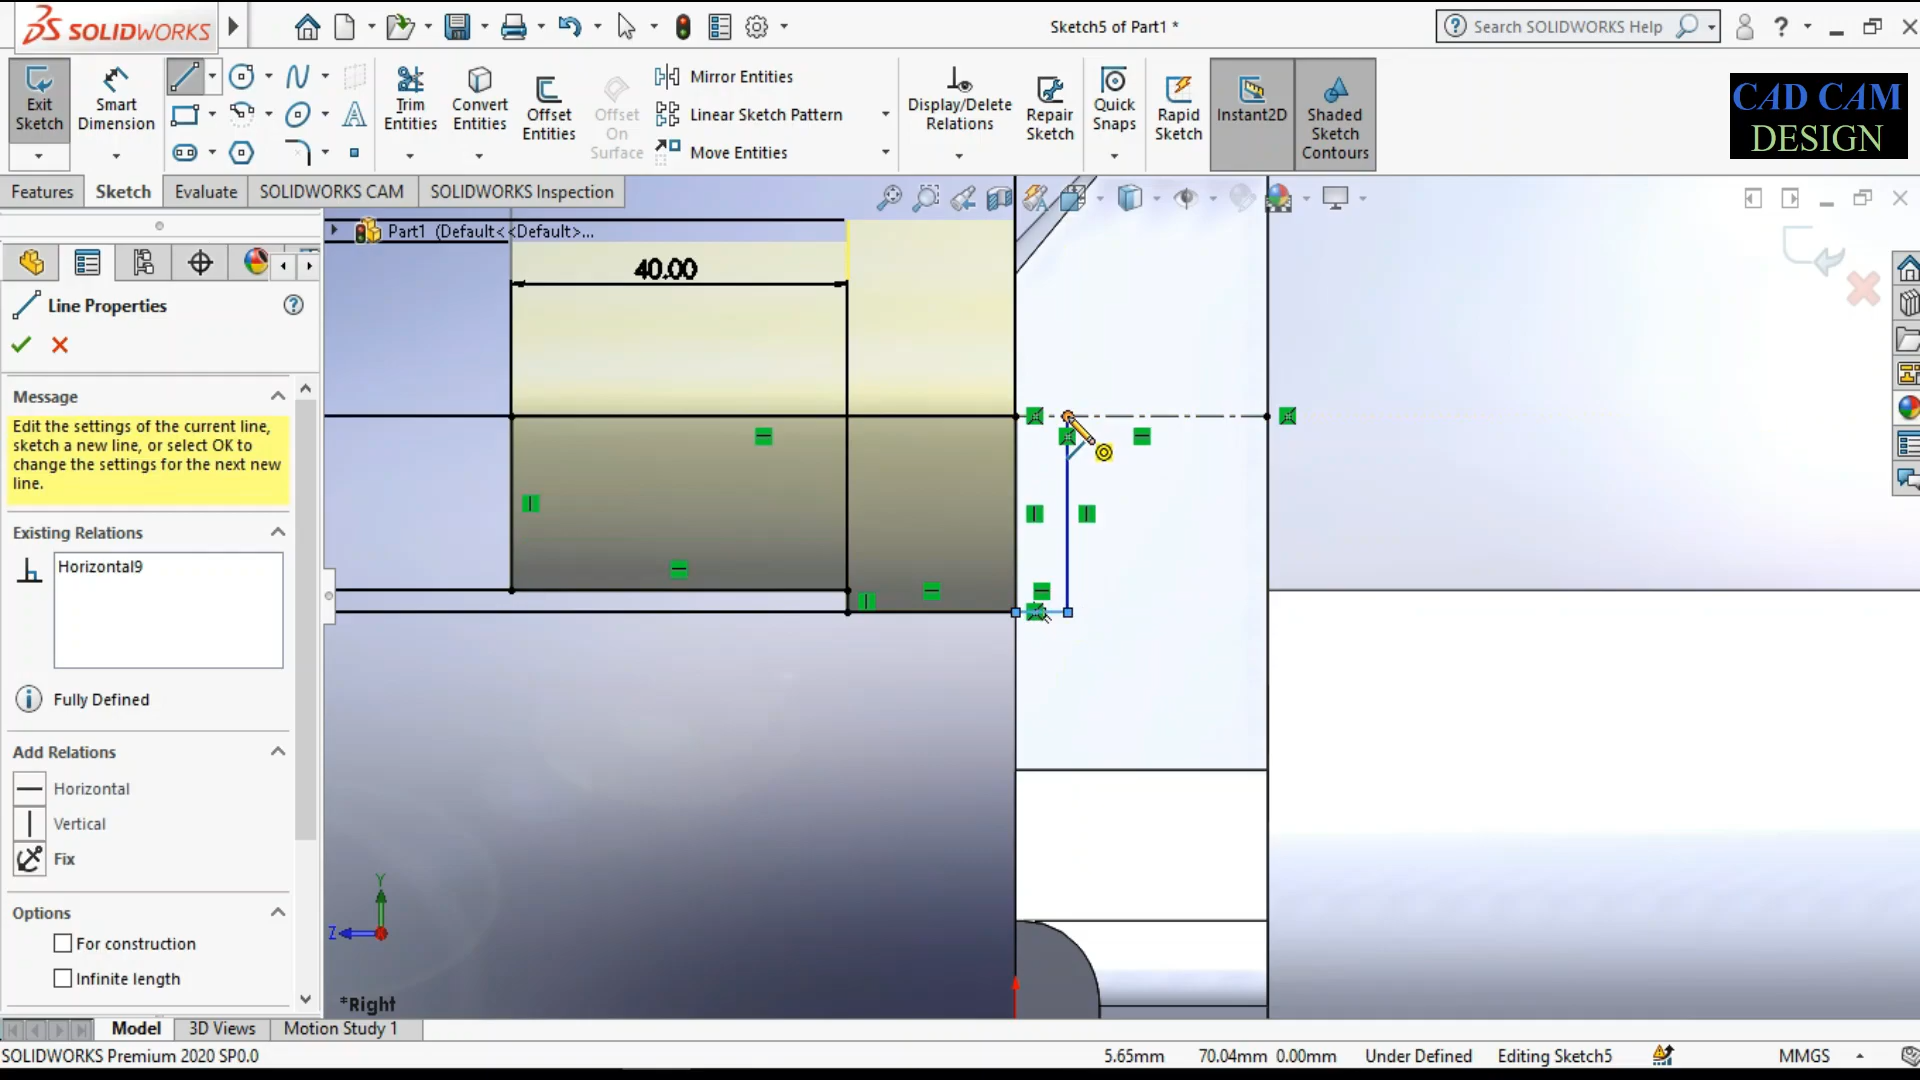 SOLIDWORKS
Sketch5 of Part1 *
Search SOLIDWORKS Help
?
Exit Sketch
Smart Dimension
Trim Entities
Convert Entities
Offset Entities
Offset On Surface
Mirror Entities
Linear Sketch Pattern
Move Entities
Display/Delete Relations
Repair Sketch
Quick Snaps
Rapid Sketch
Instant2D
Shaded Sketch Contours
CAD CAM
DESIGN
Features
Sketch
Evaluate
SOLIDWORKS CAM
SOLIDWORKS Inspection
Part1 (Default<<Default>...
40.00
Line Properties
?
Message
Edit the settings of the current line,
sketch a new line, or select OK to
change the settings for the next new
line.
Existing Relations
Horizontal9
Fully Defined
Add Relations
Horizontal
Vertical
Fix
Options
For construction
Infinite length
Y
Z
*Right
Model
3D Views
Motion Study 1
SOLIDWORKS Premium 2020 SP0.0
5.65mm
70.04mm 0.00mm
Under Defined
Editing Sketch5
MMGS